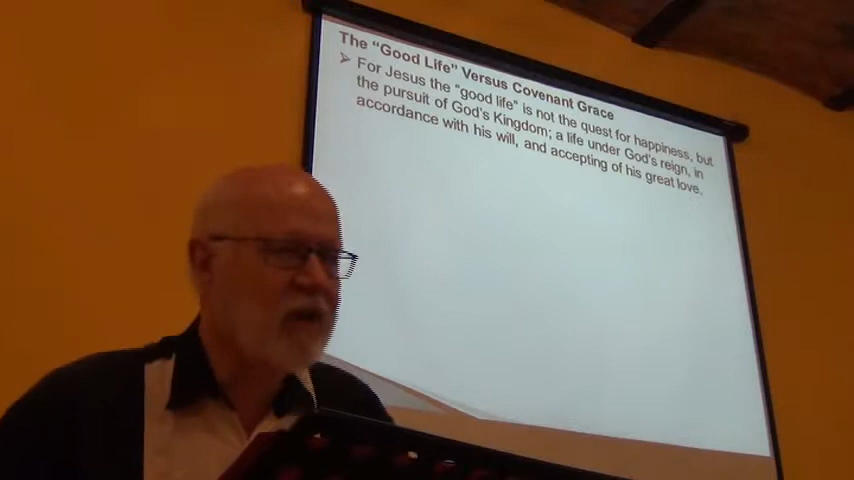 The “Good Life” Versus Covenant Grace
➢ For Jesus the “good life” is not the quest for happiness, but
the pursuit of God’s Kingdom; a life under God’s reign, in
accordance with his will, and accepting of his great love.